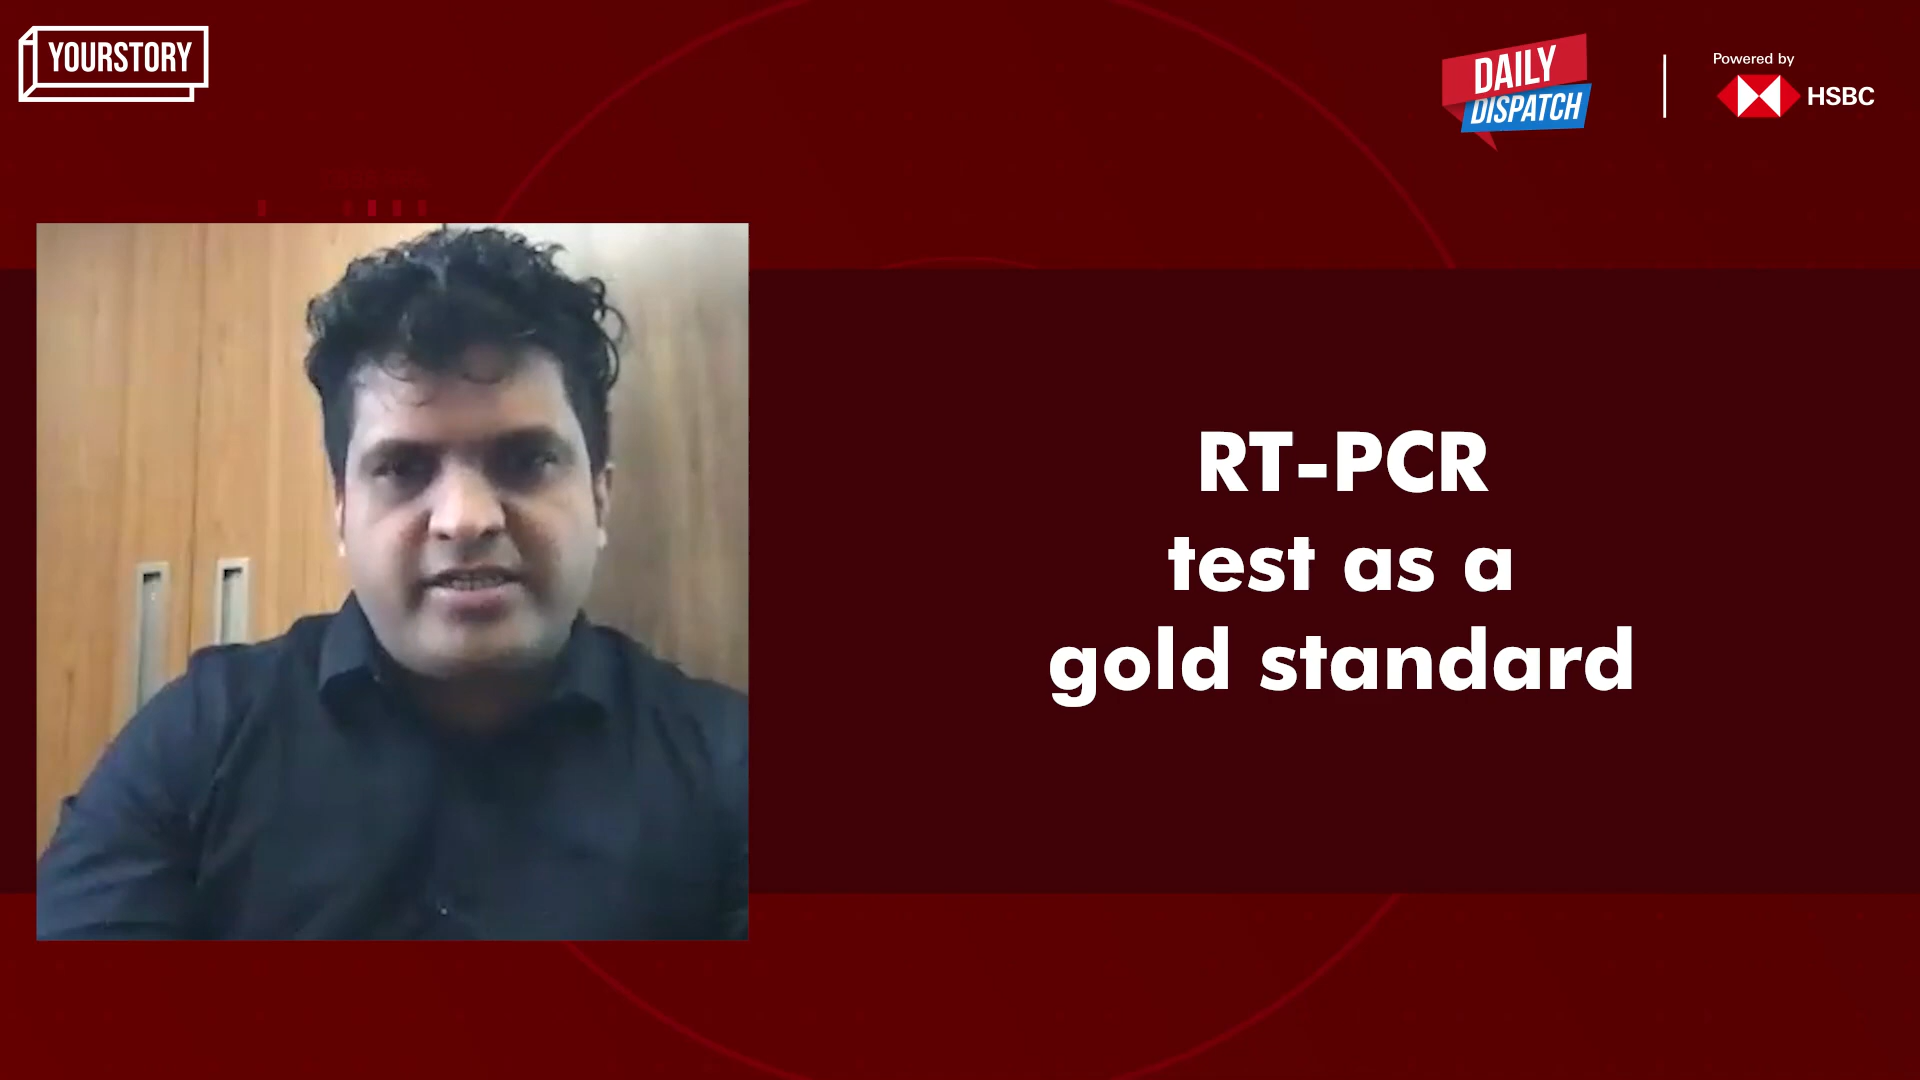 YOURSTORY
DAILY
DISPATCH
Powered by
HSBC
RT-PCR
test as a
gold standard